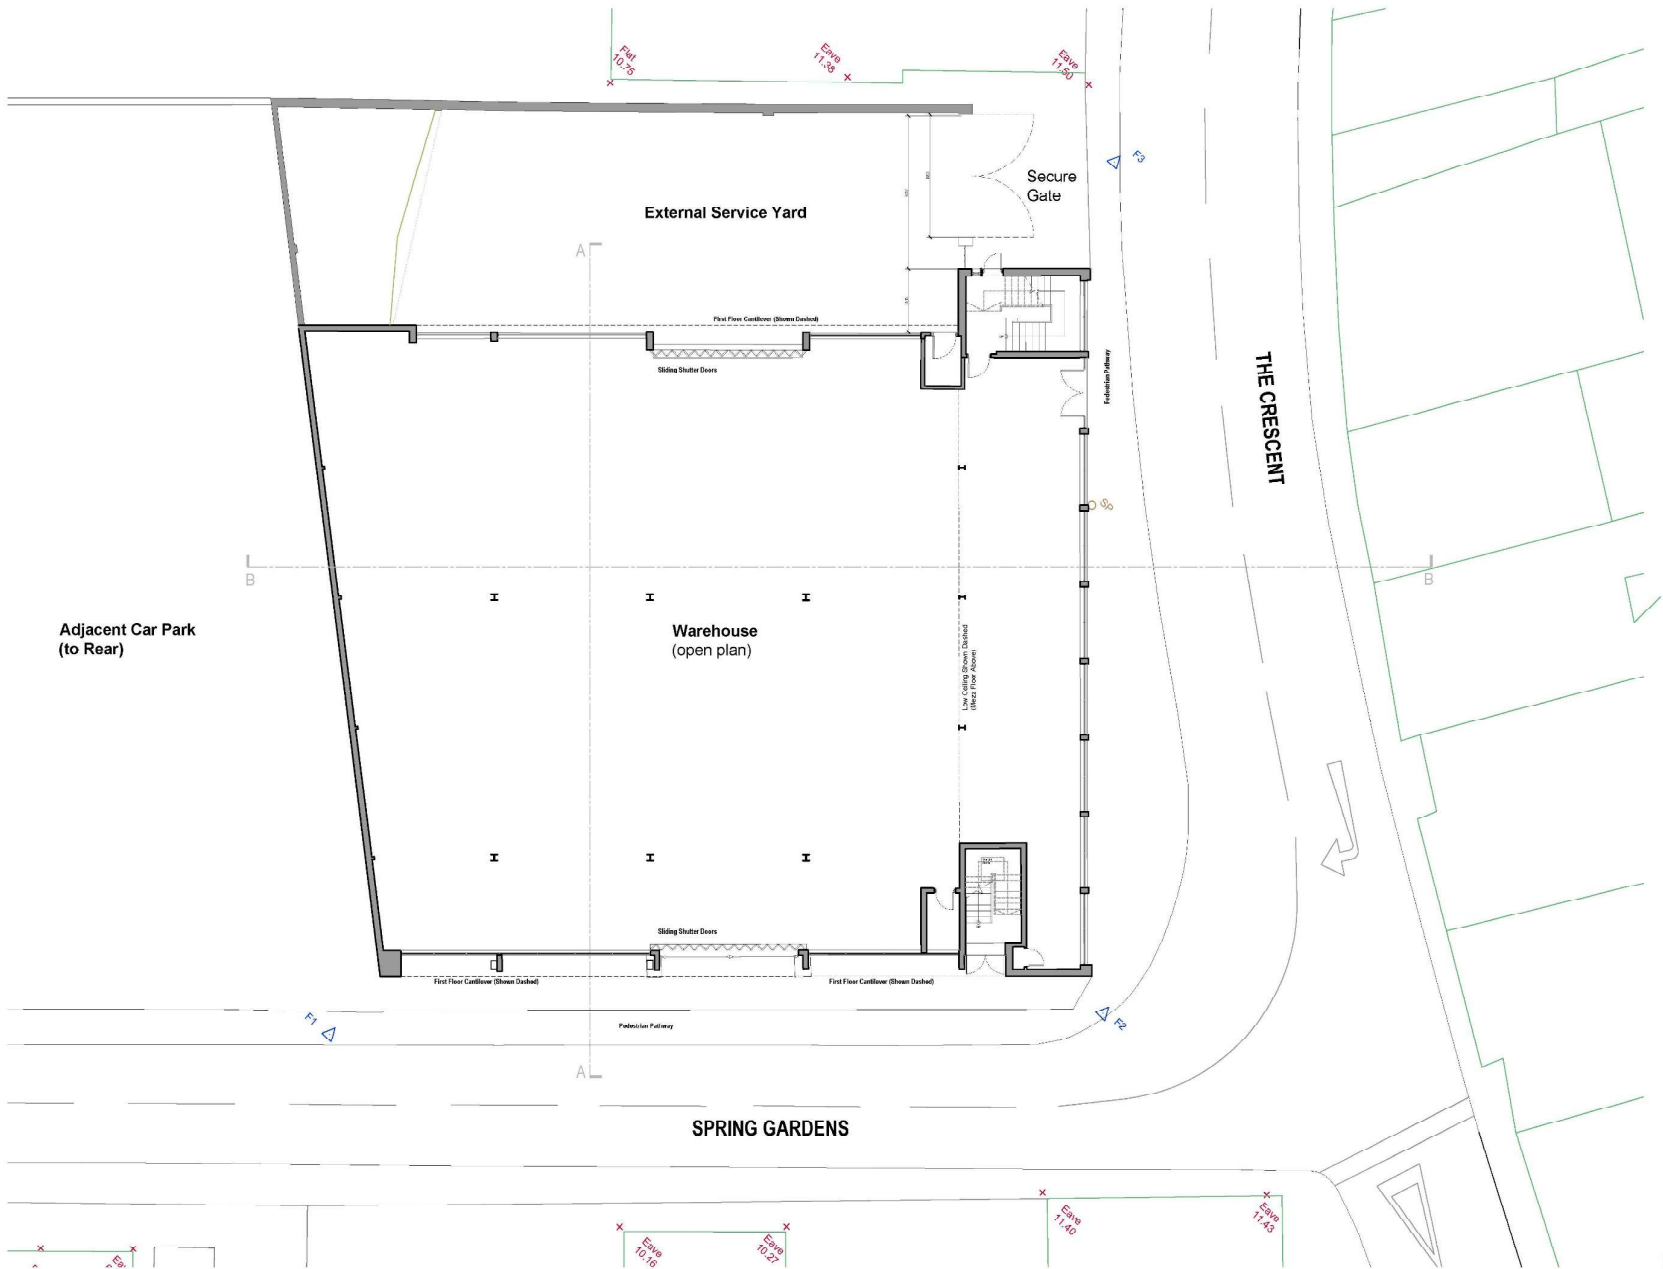 Flat
10.75
Eave
11.38
Eave
11.50
F3
Secure
Gate
External Service Yard
A
First Floor Cantilever (Shown Dashed)
Sliding Shutter Doors
Pedestrian Pathway
THE CRESCENT
SP
B
B
Adjacent Car Park
(to Rear)
Warehouse
(open plan)
Low Ceiling Shown Dashed
(Mezz Floor Above)
Sliding Shutter Doors
First Floor Cantilever (Shown Dashed)
First Floor Cantilever (Shown Dashed)
F1
Pedestrian Pathway
F2
A
SPRING GARDENS
Eave
10.16
Eave
10.27
Eave
11.40
Eave
11.43